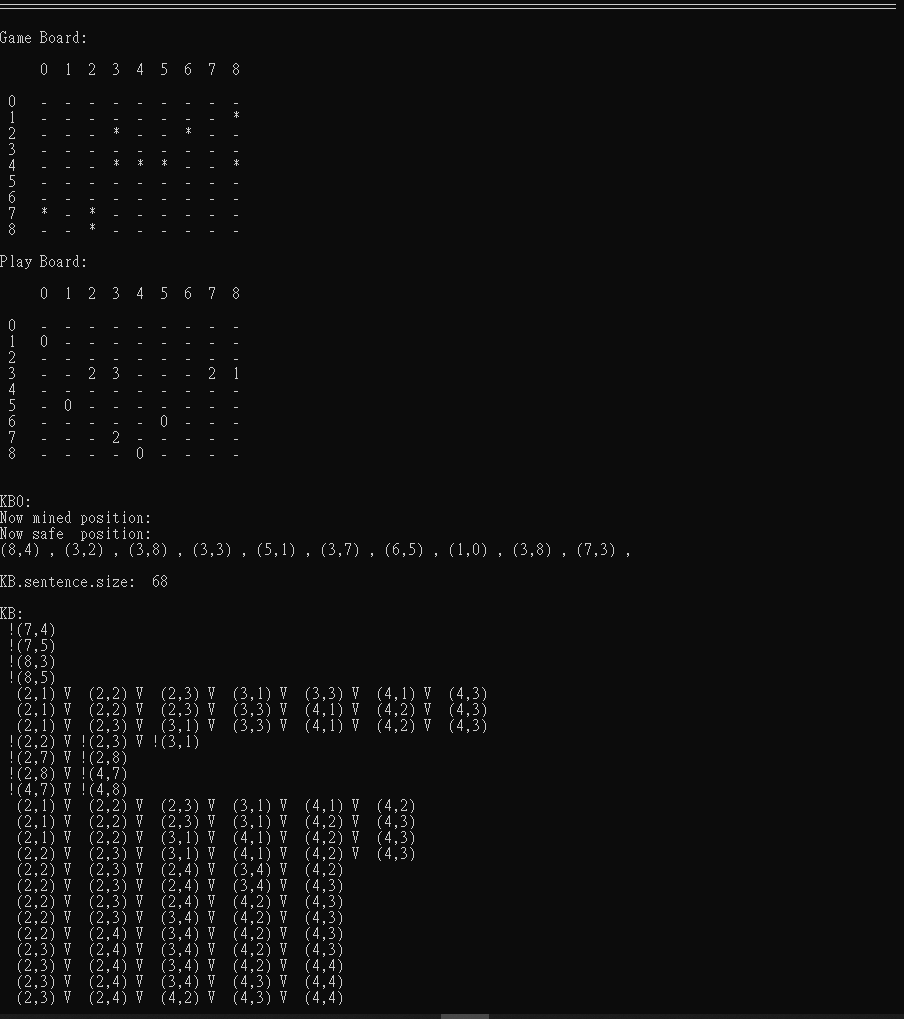 Game Board:
0 1 2 3 4 5 6 7 8
0 - - - - - - - - -
1 - - - - - - - - *
2 - - - * - - * - -
3 - - - - - - - - -
4 - - - * * * - - *
5 - - - - - - - - -
6 - - - - - - - - -
7 * - * - - - - - -
8 - - * - - - - - -
Play Board:
0 1 2 3 4 5 6 7 8
0 - - - - - - - - -
1 0 - - - - - - - -
2 - - - - - - - - -
3 - - 2 3 - - - 2 1
4 - - - - - - - - -
5 - 0 - - - - - - -
6 - - - - - 0 - - -
7 - - - 2 - - - - -
8 - - - - 0 - - - -
KB0:
Now mined position:
Now safe  position:
(8,4) , (3,2) , (3,8) , (3,3) , (5,1) , (3,7) , (6,5) , (1,0) , (3,8) , (7,3) ,
KB.sentence.size:  68
KB:
!(7,4)
!(7,5)
!(8,3)
!(8,5)
(2,1) V  (2,2) V  (2,3) V  (3,1) V  (3,3) V  (4,1) V  (4,3)
(2,1) V  (2,2) V  (2,3) V  (3,3) V  (4,1) V  (4,2) V  (4,3)
(2,1) V  (2,3) V  (3,1) V  (3,3) V  (4,1) V  (4,2) V  (4,3)
!(2,2) V !(2,3) V !(3,1)
!(2,7) V !(2,8)
!(2,8) V !(4,7)
!(4,7) V !(4,8)
(2,1) V  (2,2) V  (2,3) V  (3,1) V  (4,1) V  (4,2)
(2,1) V  (2,2) V  (2,3) V  (3,1) V  (4,2) V  (4,3)
(2,1) V  (2,2) V  (3,1) V  (4,1) V  (4,2) V  (4,3)
(2,2) V  (2,3) V  (3,1) V  (4,1) V  (4,2) V  (4,3)
(2,2) V  (2,3) V  (2,4) V  (3,4) V  (4,2)
(2,2) V  (2,3) V  (2,4) V  (3,4) V  (4,3)
(2,2) V  (2,3) V  (2,4) V  (4,2) V  (4,3)
(2,2) V  (2,3) V  (3,4) V  (4,2) V  (4,3)
(2,2) V  (2,4) V  (3,4) V  (4,2) V  (4,3)
(2,3) V  (2,4) V  (3,4) V  (4,2) V  (4,3)
(2,3) V  (2,4) V  (3,4) V  (4,2) V  (4,4)
(2,3) V  (2,4) V  (3,4) V  (4,3) V  (4,4)
(2,3) V  (2,4) V  (4,2) V  (4,3) V  (4,4)